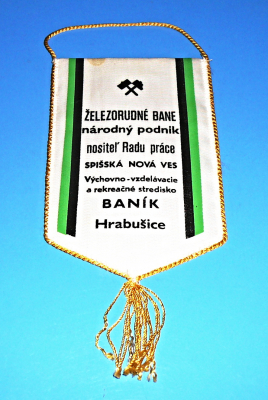 ŽELEZORUDNÉ BANE
národný podnik
nositeľ Radu práce
SPIŠSKÁ NOVÁ VES
Výchovno-vzdelávacie
a rekreačné stredisko
BANÍK
Hrabušice